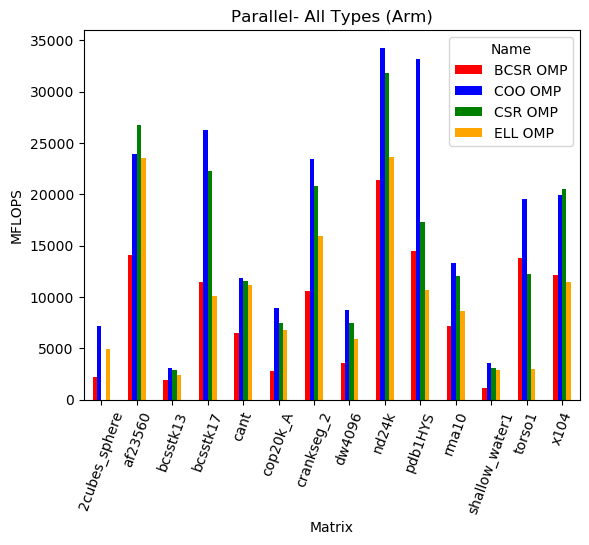 Parallel- All Types (Arm)
Name
BCSR OMP
COO OMP
CSR OMP
ELL OMP
MFLOPS
35000
30000
25000
20000
15000
10000
5000
0
2cubes_sphere
af23560
bcsstk13
bcsstk17
cant
cop20k_A
crankseg_2
dw4096
nd24k
pdb1HYS
rma10
shallow_water1
torso1
x104
Matrix